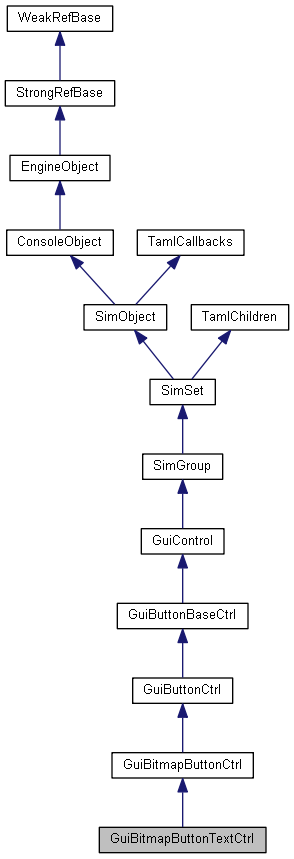 WeakRefBase
StrongRefBase
EngineObject
ConsoleObject
TamlCallbacks
SimObject
TamlChildren
SimSet
SimGroup
GuiControl
GuiButtonBaseCtrl
GuiButtonCtrl
GuiBitmapButtonCtrl
GuiBitmapButtonTextCtrl